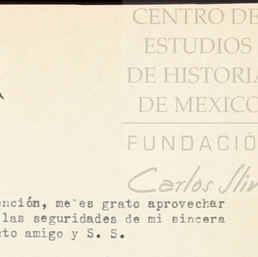 CENTRO DE
ESTUDIOS
DE HISTORIA
DE MEXICO
FUNDACIÓ
Carlos Slim
ención, me es grato aprovechar
las seguridades de mi sincera
cto amigo y S. S.